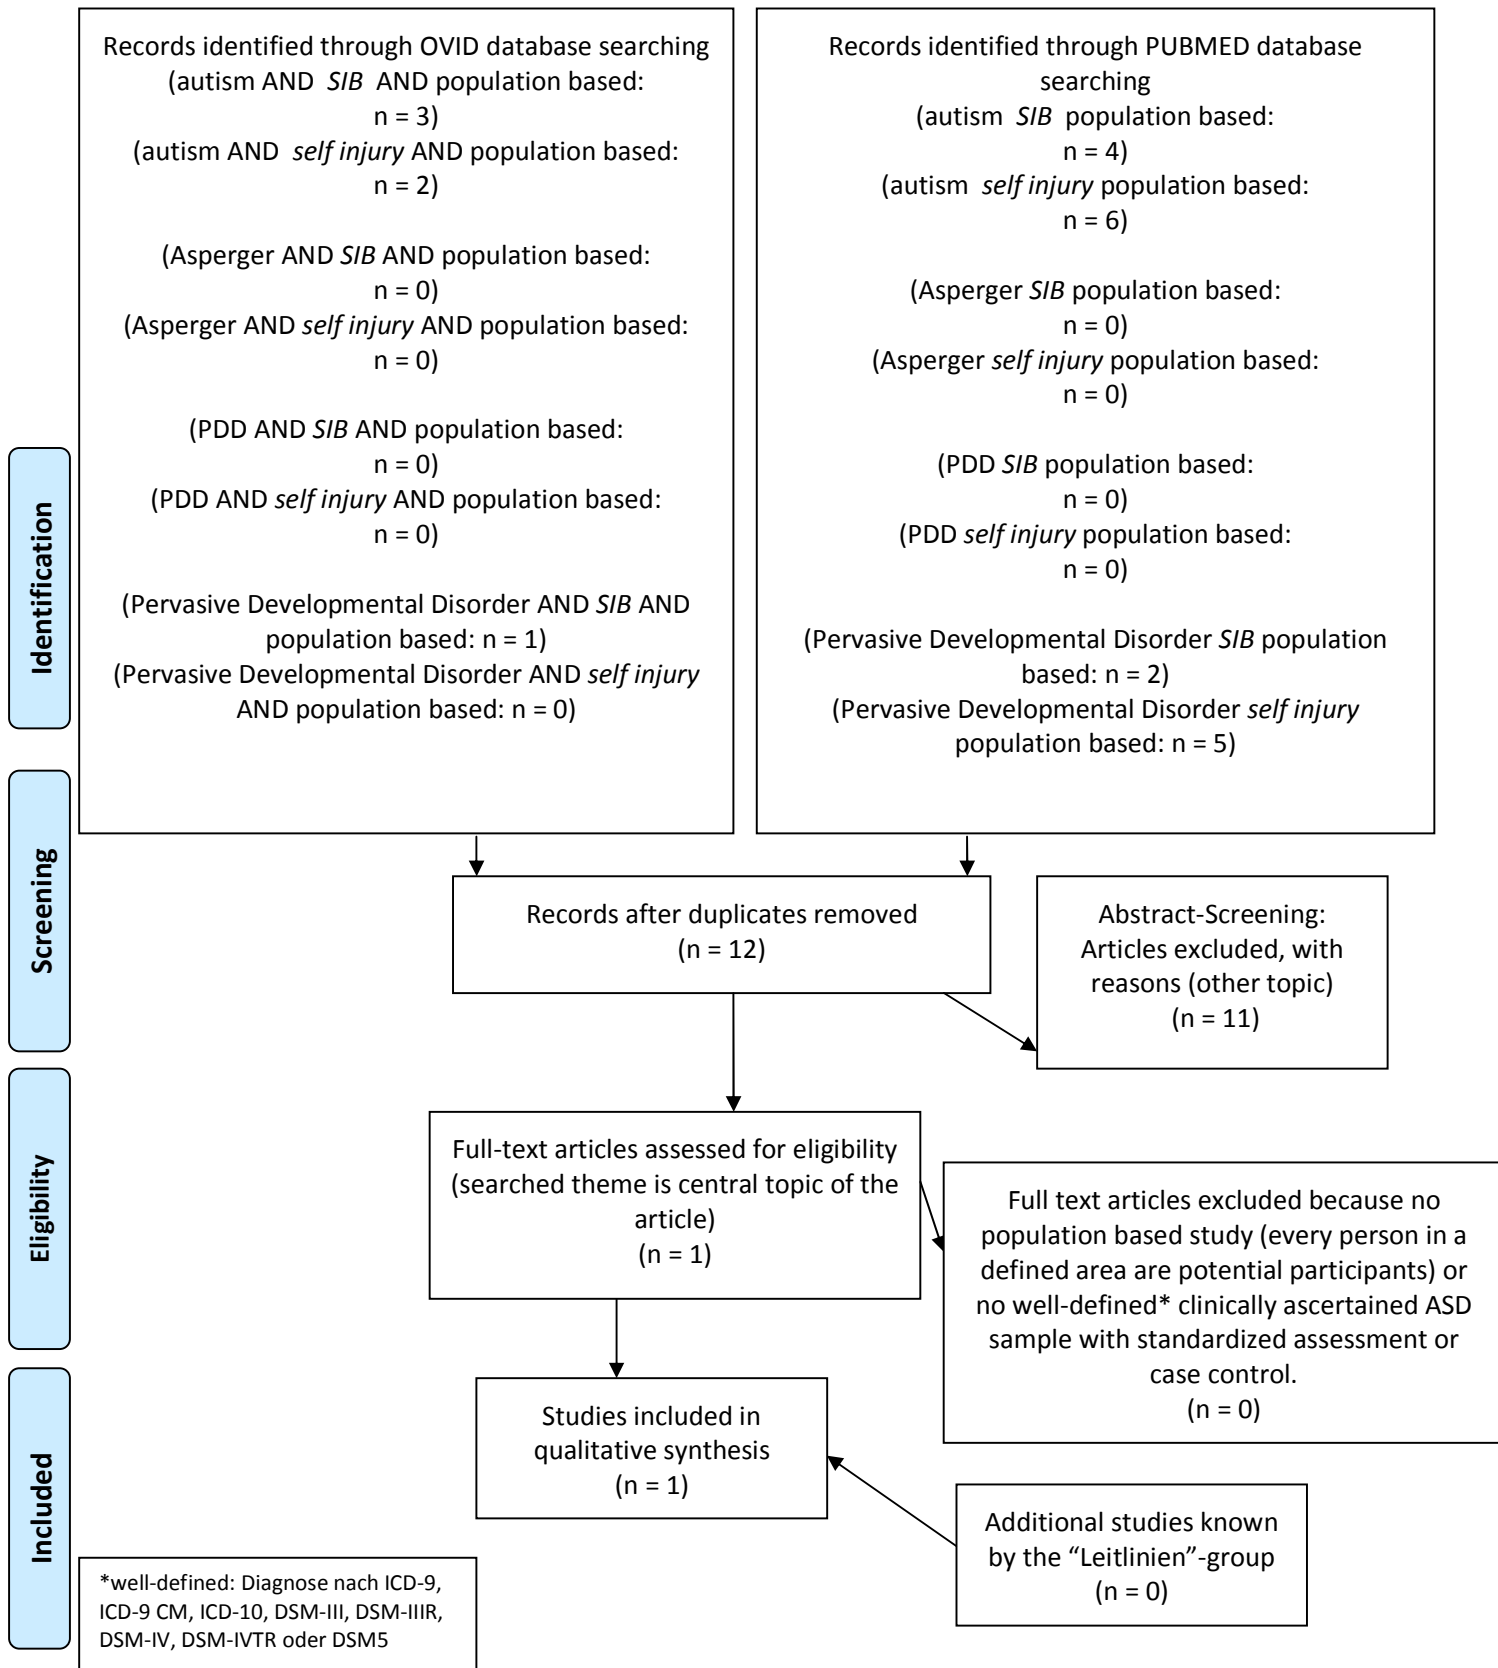 Records identified through OVID database searching
(autism AND SIB AND population based:
n = 3)
(autism AND self injury AND population based:
n = 2)
(Asperger AND SIB AND population based:
n = 0)
(Asperger AND self injury AND population based:
n = 0)
(PDD AND SIB AND population based:
n = 0)
(PDD AND self injury AND population based:
n = 0)
(Pervasive Developmental Disorder AND SIB AND
population based: n = 1)
(Pervasive Developmental Disorder AND self injury
AND population based: n = 0)
Records identified through PUBMED database
searching
(autism SIB population based:
n = 4)
(autism self injury population based:
n = 6)
(Asperger SIB population based:
n = 0)
(Asperger self injury population based:
n = 0)
(PDD SIB population based:
n = 0)
(PDD self injury population based:
n = 0)
(Pervasive Developmental Disorder SIB population
based: n = 2)
(Pervasive Developmental Disorder self injury
population based: n = 5)
Identification
Screening
Records after duplicates removed
(n = 12)
Abstract-Screening:
Articles excluded, with
reasons (other topic)
(n = 11)
Eligibility
Full-text articles assessed for eligibility
(searched theme is central topic of the
article)
(n = 1)
Full text articles excluded because no
population based study (every person in a
defined area are potential participants) or
no well-defined* clinically ascertained ASD
sample with standardized assessment or
case control.
(n = 0)
Included
Studies included in
qualitative synthesis
(n = 1)
Additional studies known
by the “Leitlinien”-group
(n = 0)
*well-defined: Diagnose nach ICD-9,
ICD-9 CM, ICD-10, DSM-III, DSM-IIIR,
DSM-IV, DSM-IVTR oder DSM5